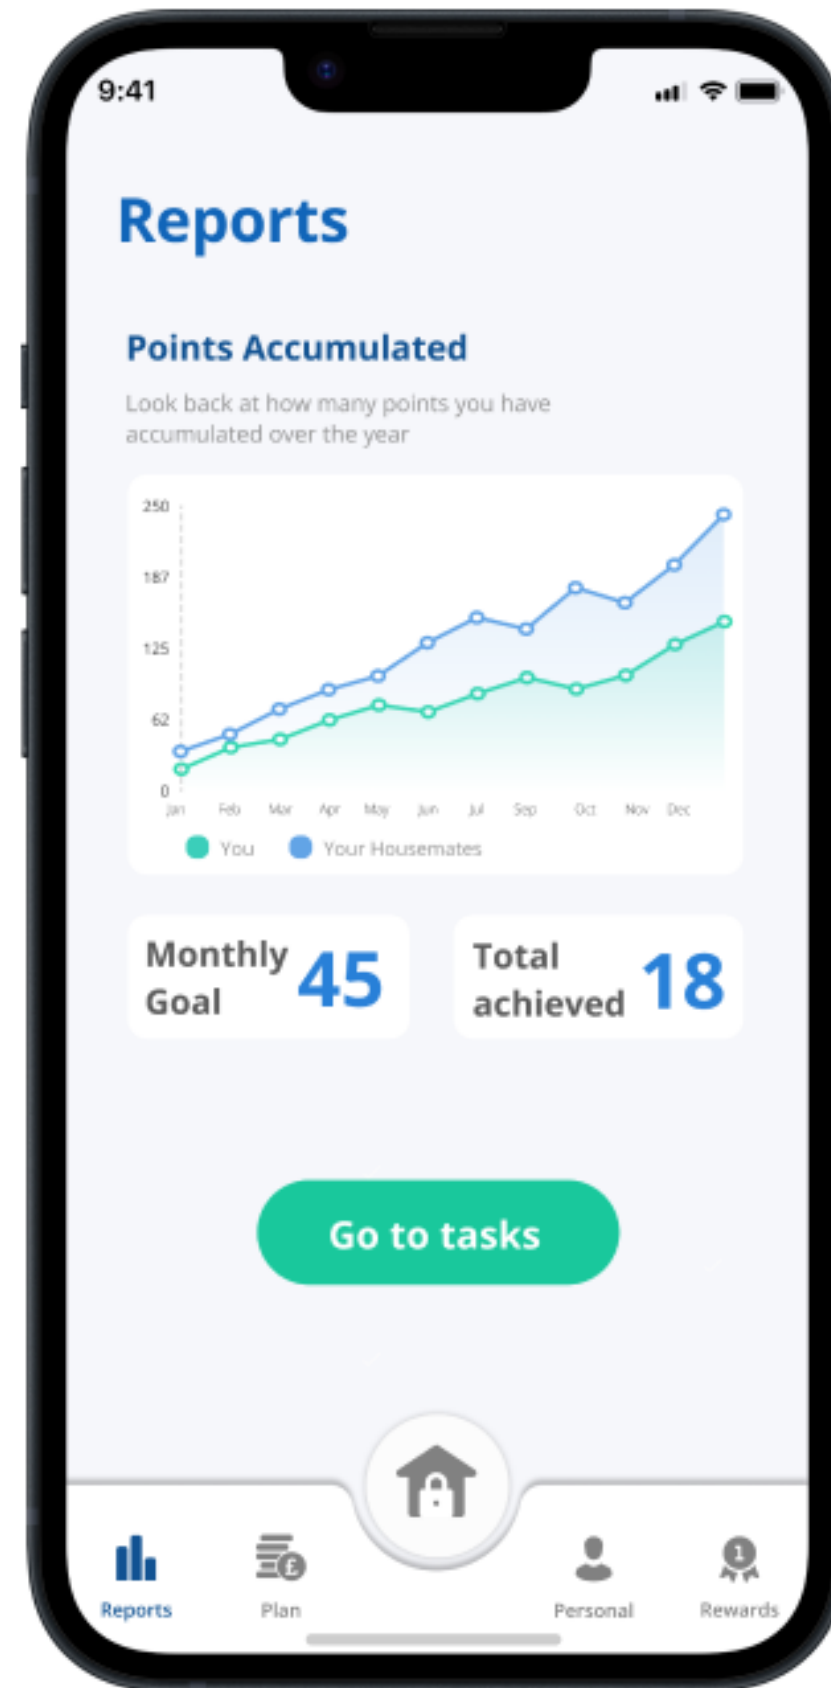 9:41
Reports
Points Accumulated
Look back at how many points you have
accumulated over the year
250
187
125
62
0
Jan Feb Mar Apr May Jun Jul Sep Oct Nov Dec
You Your Housemates
Monthly
Goal
45
Total
achieved
18
Go to tasks
£
1
Reports Plan Personal Rewards